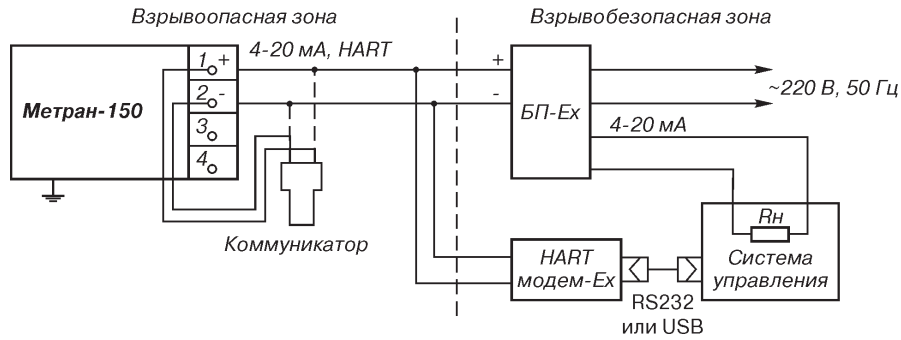 Взрывоопасная зона
Взрывобезопасная зона
4-20 мА, HART
1 +
2 -
3
4
Метран-150
+
-
БП-Ex
~220 В, 50 Гц
4-20 мА
Коммуникатор
HART
модем-Ex
RS232
или USB
Rн
Система
управления